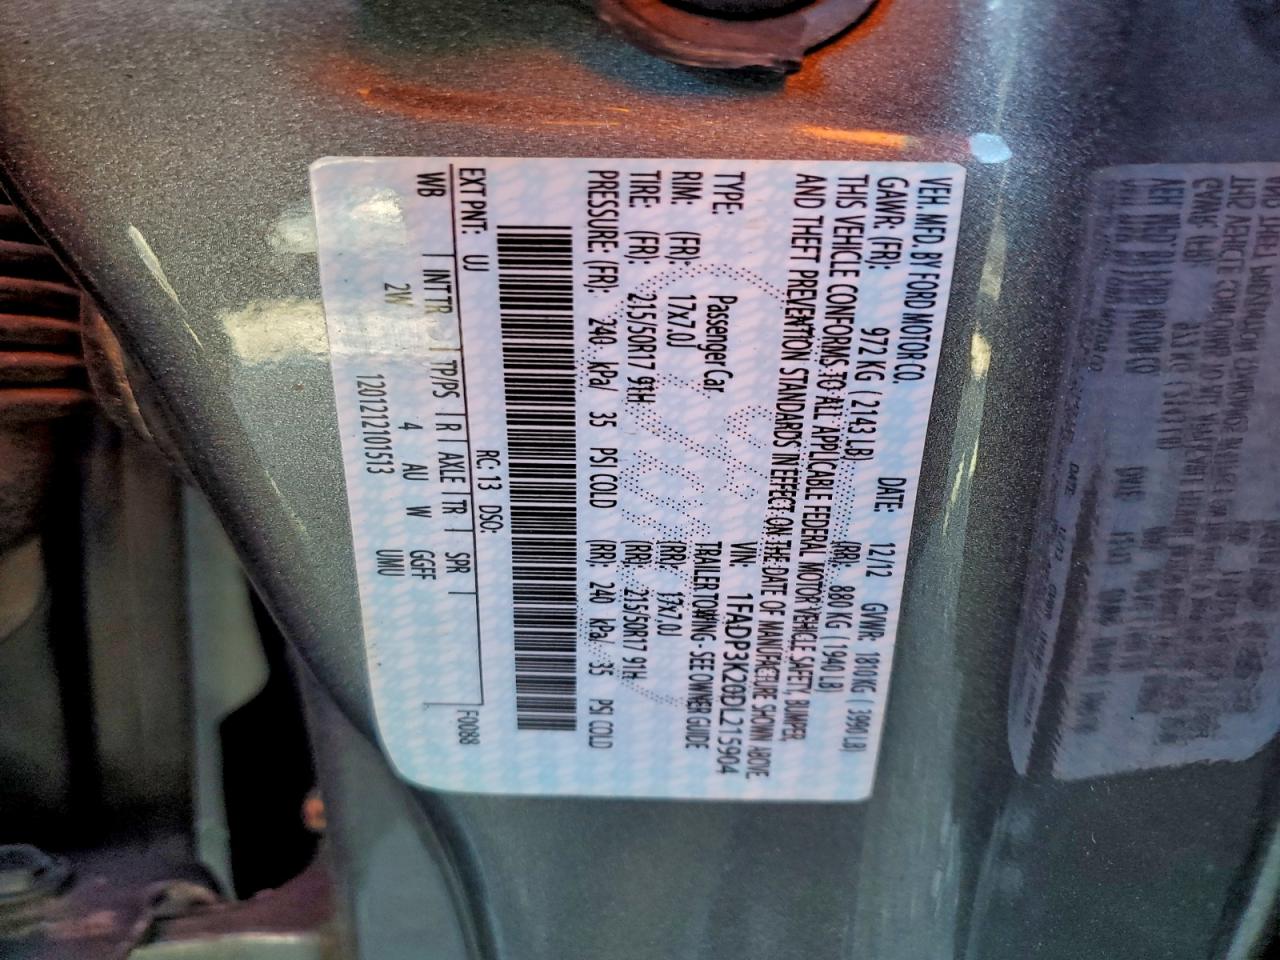 VEH. MFD. BY FORD MOTOR CO.
DATE: 12/12 GVWR: 1810KG ( 3990 LB)
GAWR: (FR): 972 KG ( 2143 LB) (RR): 880 KG ( 1940 LB)
THIS VEHICLE CONFORMS TO ALL APPLICABLE FEDERAL MOTOR VEHICLE SAFETY, BUMPER,
AND THEFT PREVENTION STANDARDS IN EFFECT ON THE DATE OF MANUFACTURE SHOWN ABOVE
VIN: 1FADP3K20DL215904
TYPE: Passenger Car, TRAILER TOWING - SEE OWNER GUIDE
RIM: (FR): 17x7.0J (RR): 17x7.0J
TIRE: (FR): 215/50R17 91H (RR): 215/50R17 91H
PRESSURE: (FR): 240 kPa/ 35 PSI COLD (RR): 240 kPa/ 35 PSI COLD
RC: 13 DSO:
EXT PNT: UJ F0088
WB | INT TR | TP/PS | R | AXLE | TR | SPR |
2W 4 AU W GGFF
1201212101513 UMU